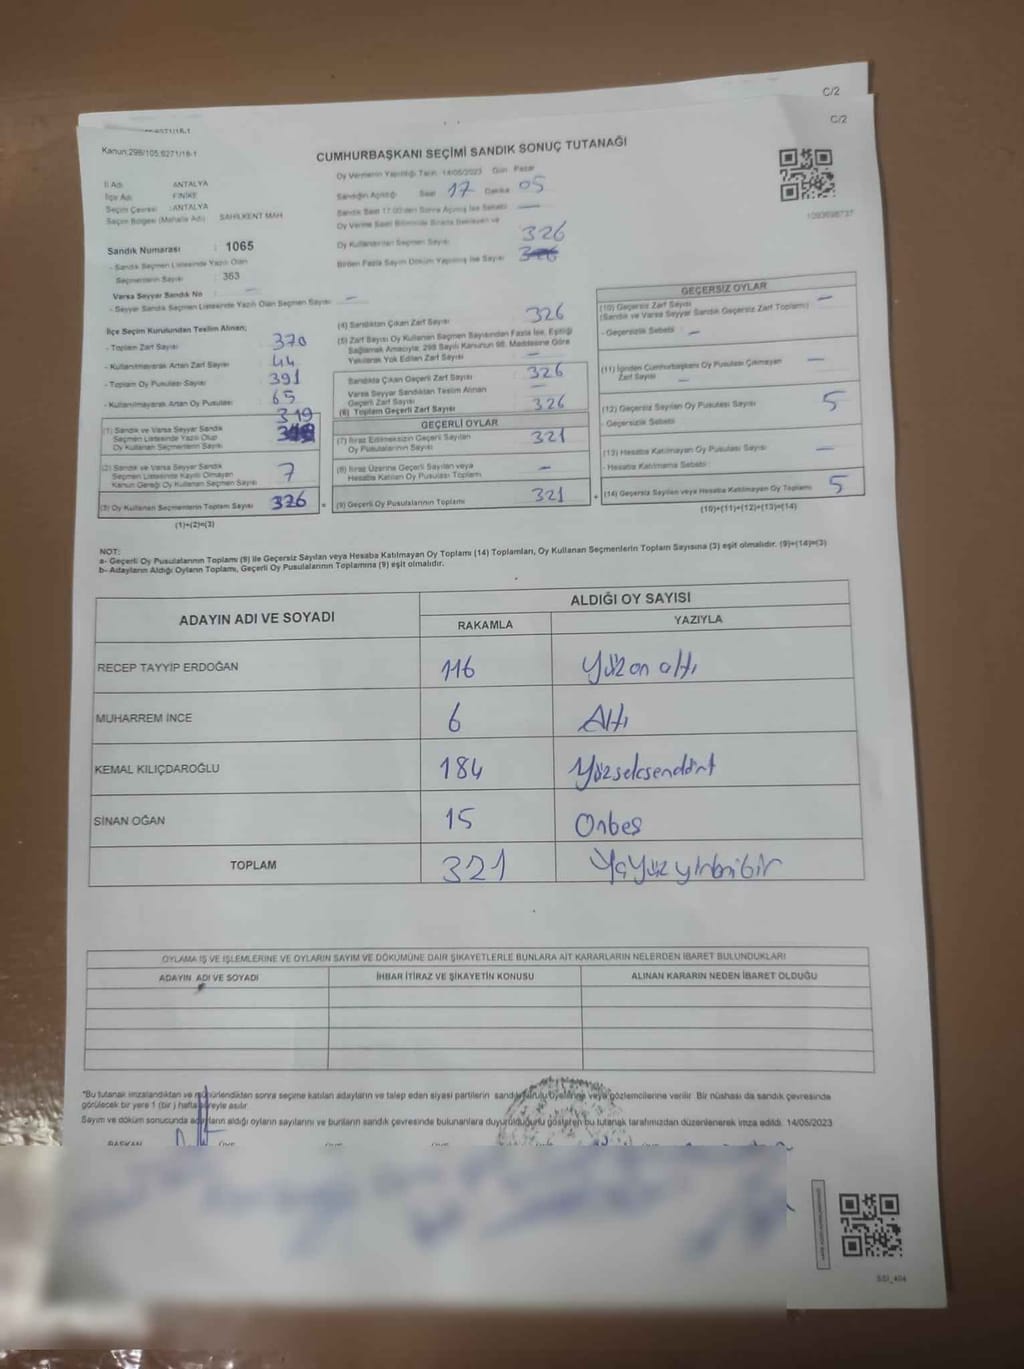 C/2
C/2
Kanun:298/105;6271/18-1
CUMHURBAŞKANI SEÇİMİ SANDIK SONUÇ TUTANAĞI
İl Adı : ANTALYA
İlçe Adı : FİNİKE
Seçim Çevresi : ANTALYA
Seçim Bölgesi (Mahalle Adı) : SAHİLKENT MAH
Sandık Numarası : 1065
- Sandık Seçmen Listesinde Yazılı Olan
Seçmenlerin Sayısı : 363
Varsa Seyyar Sandık No : —
- Seyyar Sandık Seçmen Listesinde Yazılı Olan Seçmen Sayısı : —
Oy Vermenin Yapıldığı Tarih: 14/05/2023 Gün: Pazar
Sandığın Açıldığı Saat 17 Dakika 05
Sandık Saat 17.00'den Sonra Açılmış İse Sebebi: —
Oy Verme Saati Bitiminde Sırada Bekleyen ve
Oy Kullandırılan Seçmen Sayısı: 326
Birden Fazla Sayım Döküm Yapılmış İse Sayısı:
1093698737
İlçe Seçim Kurulundan Teslim Alınan;
- Toplam Zarf Sayısı 370
- Kullanılmayarak Artan Zarf Sayısı 44
- Toplam Oy Pusulası Sayısı 391
- Kullanılmayarak Artan Oy Pusulası 65
319
(1) Sandık ve Varsa Seyyar Sandık
Seçmen Listesinde Yazılı Olup
Oy Kullanan Seçmenlerin Sayısı
(2) Sandık ve Varsa Seyyar Sandık
Seçmen Listesinde Kayıtlı Olmayan
Kanun Gereği Oy Kullanan Seçmen Sayısı 7
(3) Oy Kullanan Seçmenlerin Toplam Sayısı 326 =
(1)+(2)=(3)
(4) Sandıktan Çıkan Zarf Sayısı 326
(5) Zarf Sayısı Oy Kullanan Seçmen Sayısından Fazla İse, Eşitliği
Sağlamak Amacıyla; 298 Sayılı Kanunun 98. Maddesine Göre
Yakılarak Yok Edilen Zarf Sayısı —
Sandıkta Çıkan Geçerli Zarf Sayısı 326
Varsa Seyyar Sandıktan Teslim Alınan
Geçerli Zarf Sayısı —
(6) Toplam Geçerli Zarf Sayısı 326
GEÇERLİ OYLAR
(7) İtiraz Edilmeksizin Geçerli Sayılan
Oy Pusulalarının Sayısı 321
(8) İtiraz Üzerine Geçerli Sayılan veya
Hesaba Katılan Oy Pusulası Toplamı —
(9) Geçerli Oy Pusulalarının Toplamı 321 +
GEÇERSİZ OYLAR
(10) Geçersiz Zarf Sayısı —
(Sandık ve Varsa Seyyar Sandık Geçersiz Zarf Toplamı)
- Geçersizlik Sebebi : —
(11) İçinden Cumhurbaşkanı Oy Pusulası Çıkmayan
Zarf Sayısı —
(12) Geçersiz Sayılan Oy Pusulası Sayısı 5
- Geçersizlik Sebebi:
(13) Hesaba Katılmayan Oy Pusulası Sayısı —
- Hesaba Katılmama Sebebi:
(14) Geçersiz Sayılan veya Hesaba Katılmayan Oy Toplamı 5
(10)+(11)+(12)+(13)=(14)
NOT:
a- Geçerli Oy Pusulalarının Toplamı (9) ile Geçersiz Sayılan veya Hesaba Katılmayan Oy Toplamı (14) Toplamları, Oy Kullanan Seçmenlerin Toplam Sayısına (3) eşit olmalıdır. (9)+(14)=(3)
b- Adayların Aldığı Oyların Toplamı, Geçerli Oy Pusulalarının Toplamına (9) eşit olmalıdır.
ADAYIN ADI VE SOYADI ALDIĞI OY SAYISI
RAKAMLA YAZIYLA
RECEP TAYYİP ERDOĞAN 116 Yüzon altı
MUHARREM İNCE 6 Altı
KEMAL KILIÇDAROĞLU 184 Yüzseksendört
SİNAN OĞAN 15 Onbeş
TOPLAM 321 Üçyüzyirmibir
OYLAMA İŞ VE İŞLEMLERİNE VE OYLARIN SAYIM VE DÖKÜMÜNE DAİR ŞİKAYETLERLE BUNLARA AİT KARARLARIN NELERDEN İBARET BULUNDUKLARI
ADAYIN ADI VE SOYADI İHBAR İTİRAZ VE ŞİKAYETİN KONUSU ALINAN KARARIN NEDEN İBARET OLDUĞU
*Bu tutanak imzalandıktan ve mühürlendikten sonra seçime katılan adayların ve talep eden siyasi partilerin sandık kurulu üyelerine veya gözlemcilerine verilir. Bir nüshası da sandık çevresinde
görülecek bir yere 1 (bir) hafta süreyle asılır.
Sayım ve döküm sonucunda adayların aldığı oyların sayılarını ve bunların sandık çevresinde bulunanlara duyurulduğunu gösteren bu tutanak tarafımızdan düzenlenerek imza edildi. 14/05/2023
BAŞKAN ÜYE ÜYE ÜYE